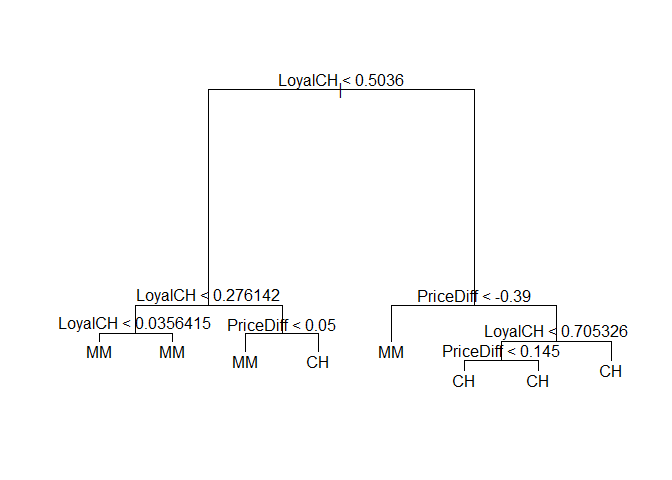 LoyalCH < 0.5036
LoyalCH < 0.276142
PriceDiff < -0.39
LoyalCH < 0.0356415
PriceDiff < 0.05
LoyalCH < 0.705326
MM
MM
MM
CH
MM
PriceDiff < 0.145
CH
CH
CH